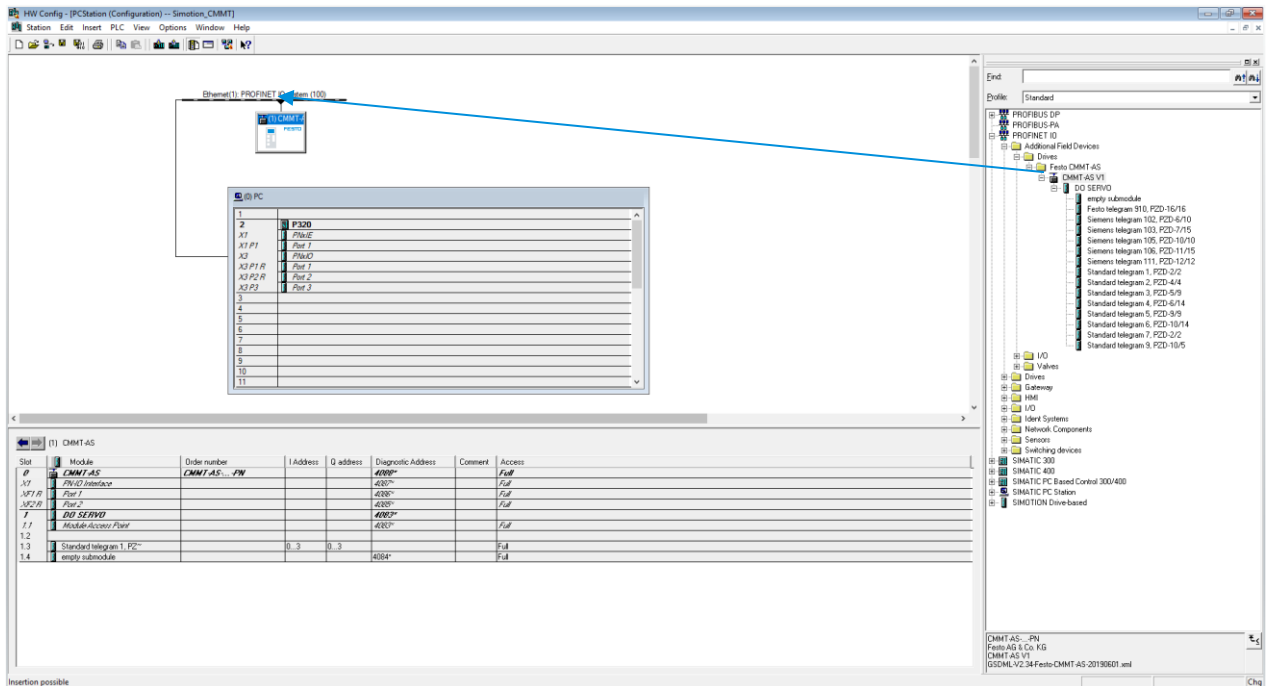 HW Config - [PCStation (Configuration) -- Simotion_CMMT]
Station Edit Insert PLC View Options Window Help
Ethernet(1): PROFINET IO-System (100)
(1) CMMT-A
FESTO
(0) PC
1
2 P320
X1 PNxIE
X1 P1 Port 1
X3 PNxIO
X3 P1 R Port 1
X3 P2 R Port 2
X3 P3 Port 3
3
4
5
6
7
8
9
10
11
(1) CMMT-AS
Slot Module Order number I Address Q address Diagnostic Address Comment Access
0 CMMT-AS CMMT-AS-...-PN 4088* Full
X1 PN-IO Interface 4087* Full
XF1 R Port 1 4086* Full
XF2 R Port 2 4085* Full
1 DO SERVO 4083*
1.1 Module Access Point 4083* Full
1.2
1.3 Standard telegram 1, PZ~ 0...3 0...3 Full
1.4 empty submodule 4084* Full
Insertion possible
Find:
Profile: Standard
PROFIBUS DP
PROFIBUS-PA
PROFINET IO
Additional Field Devices
Drives
Festo CMMT-AS
CMMT-AS V1
DO SERVO
empty submodule
Festo telegram 910, PZD-16/16
Siemens telegram 102, PZD-6/10
Siemens telegram 103, PZD-7/15
Siemens telegram 105, PZD-10/10
Siemens telegram 106, PZD-11/15
Siemens telegram 111, PZD-12/12
Standard telegram 1, PZD-2/2
Standard telegram 2, PZD-4/4
Standard telegram 3, PZD-5/9
Standard telegram 4, PZD-6/14
Standard telegram 5, PZD-9/9
Standard telegram 6, PZD-10/14
Standard telegram 7, PZD-2/2
Standard telegram 9, PZD-10/5
I/O
Valves
Drives
Gateway
HMI
I/O
Ident Systems
Network Components
Sensors
Switching devices
SIMATIC 300
SIMATIC 400
SIMATIC PC Based Control 300/400
SIMATIC PC Station
SIMOTION Drive-based
CMMT-AS-...-PN
Festo AG & Co. KG
CMMT-AS V1
GSDML-V2.34-Festo-CMMT-AS-20190601.xml
Chg